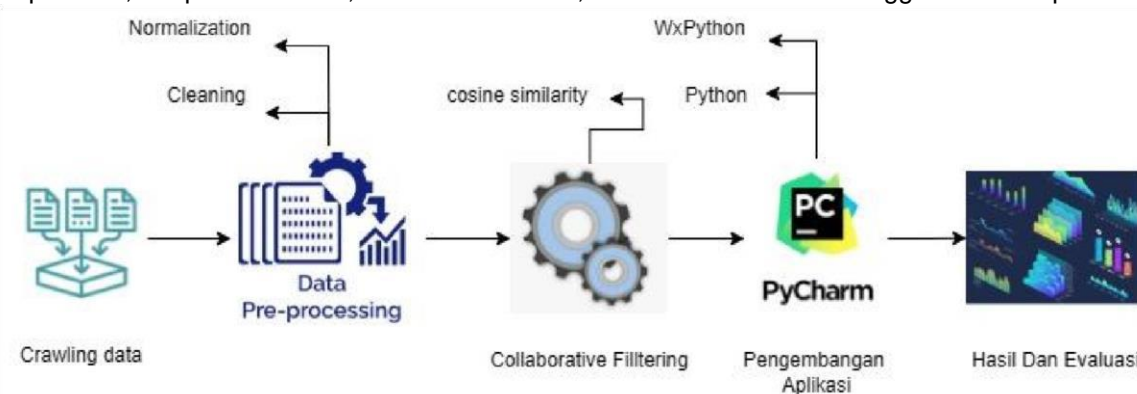 Normalization
Cleaning
cosine similarity
WxPython
Python
PC
Data
Pre-processing
PyCharm
Crawling data
Collaborative Filltering
Pengembangan
Aplikasi
Hasil Dan Evaluasi